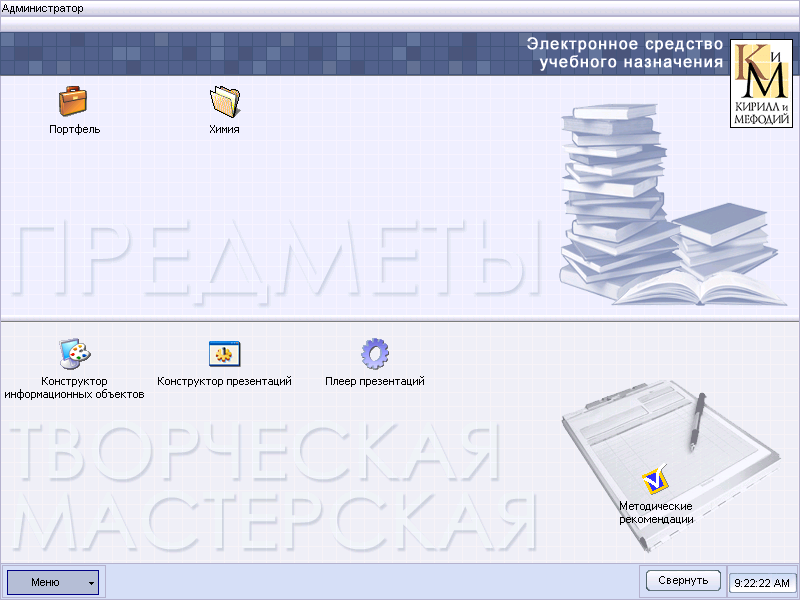 Администратор
Электронное средство
учебного назначения
КиМ
КИРИЛЛ и
МЕФОДИЙ
Портфель
Химия
ПРЕДМЕТЫ
Конструктор
информационных объектов
Конструктор презентаций
Плеер презентаций
ТВОРЧЕСКАЯ
МАСТЕРСКАЯ
Методические
рекомендации
Меню
Свернуть
9:22:22 AM